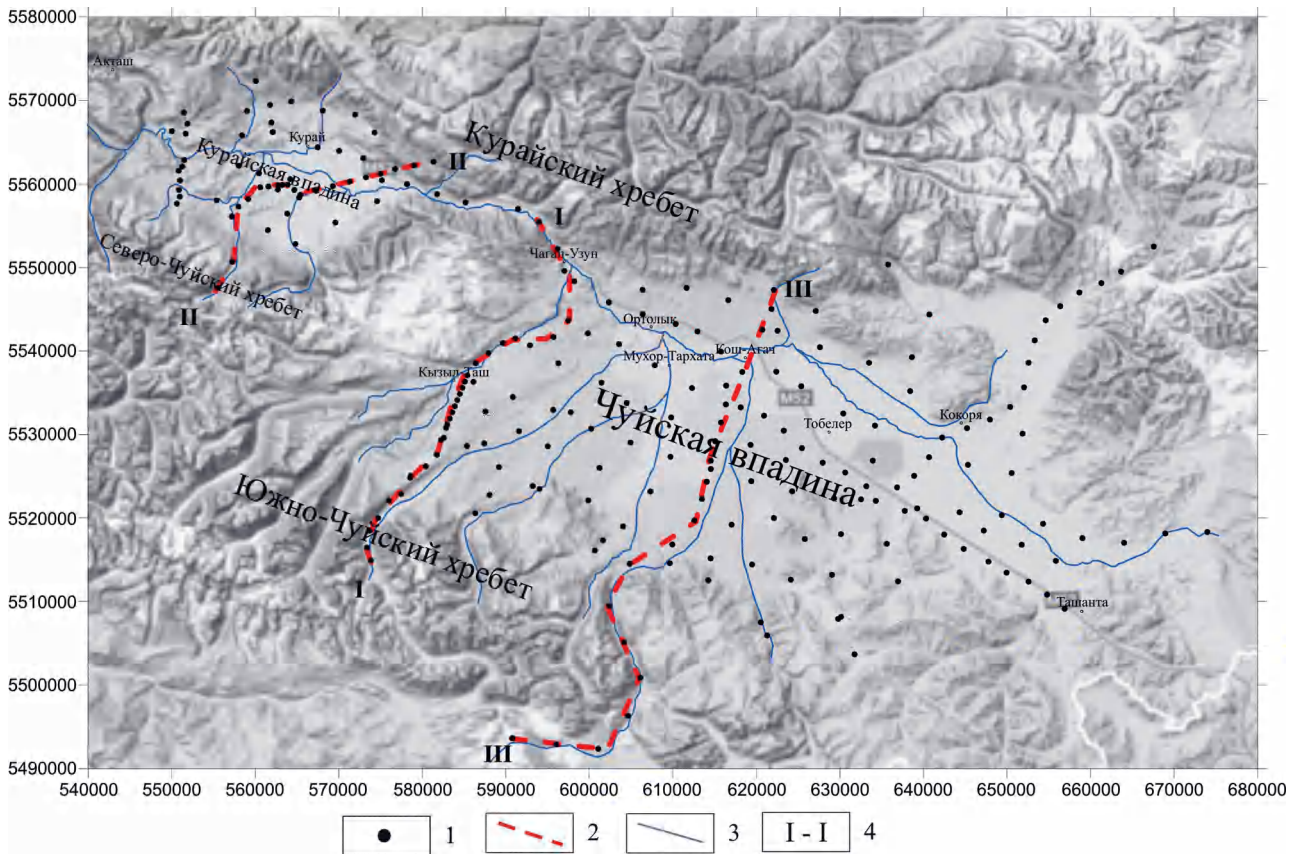 5580000
5570000
5560000
5550000
5540000
5530000
5520000
5510000
5500000
5490000
Акташ
Курай
Курайская впадина
Курайский хребет
II
I
Чаган-Узун
Северо-Чуйский хребет
II
III
Ортолык
Мухор-Тархата
Кош-Агач
Кызыл-Таш
M52
Чуйская впадина
Тобелер
Кокоря
Южно-Чуйский хребет
I
Ташанта
III
540000 550000 560000 570000 580000 590000 600000 610000 620000 630000 640000 650000 660000 670000 680000
1 2 3 I - I 4